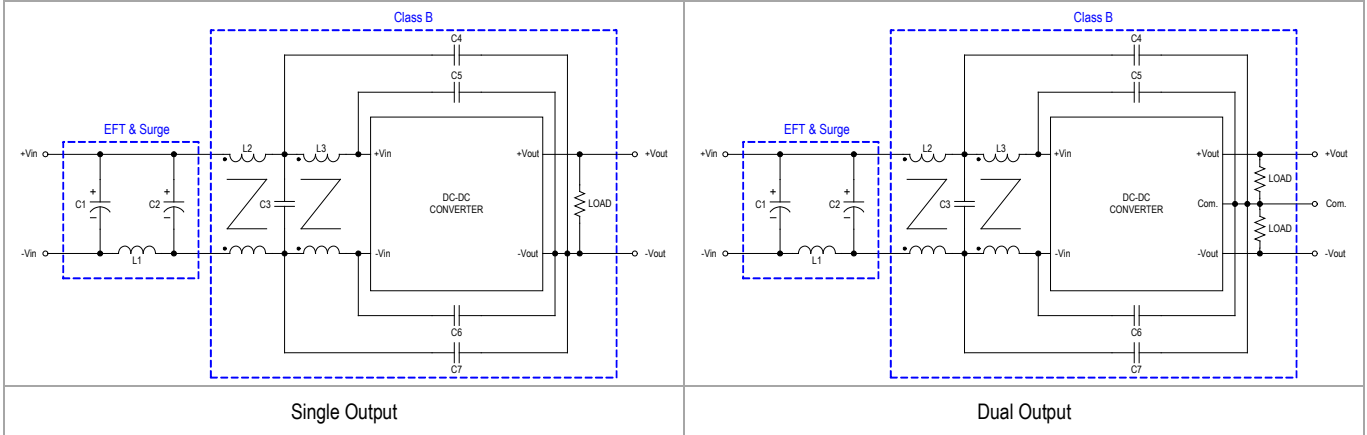 Class B
C4
C5
EFT & Surge
L2
L3
+Vin
+Vin
+Vout
+Vout
+
+
C1
C2
C3
DC-DC
CONVERTER
LOAD
-Vin
L1
-Vin
-Vout
-Vout
C6
C7
Single Output
Class B
C4
C5
EFT & Surge
L2
L3
+Vin
+Vin
+Vout
+Vout
LOAD
+
+
C1
C2
C3
DC-DC
CONVERTER
Com.
Com.
LOAD
-Vin
L1
-Vin
-Vout
-Vout
C6
C7
Dual Output